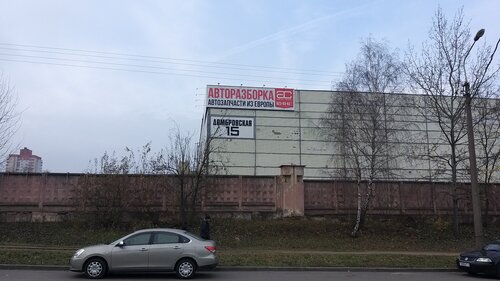 АВТОРАЗБОРКА
АВТОЗАПЧАСТИ ИЗ ЕВРОПЫ
ДОМБРОВСКАЯ
15